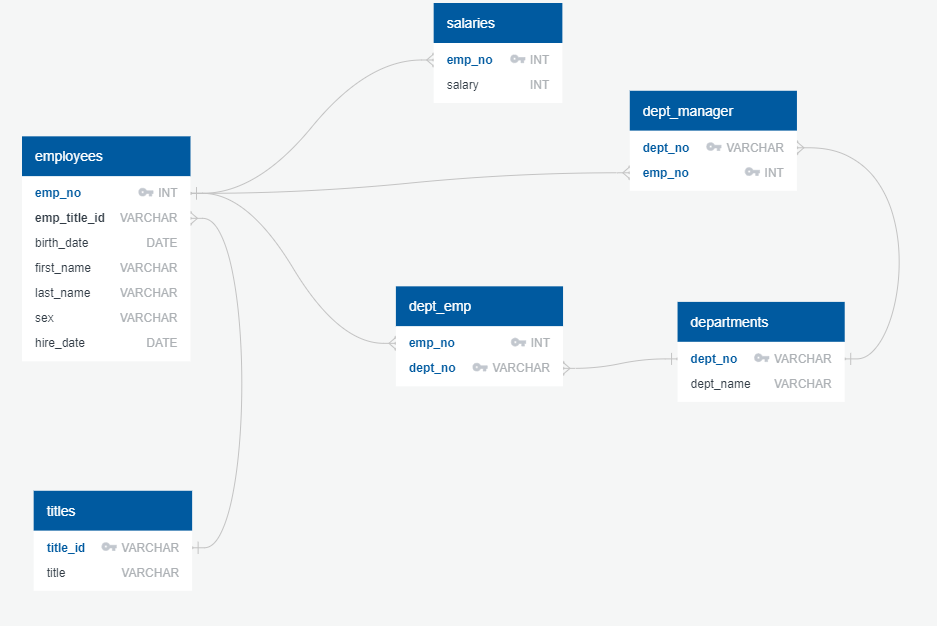 salaries
emp_no INT
salary INT
dept_manager
dept_no VARCHAR
emp_no INT
employees
emp_no INT
emp_title_id VARCHAR
birth_date DATE
first_name VARCHAR
last_name VARCHAR
sex VARCHAR
hire_date DATE
dept_emp
emp_no INT
dept_no VARCHAR
departments
dept_no VARCHAR
dept_name VARCHAR
titles
title_id VARCHAR
title VARCHAR